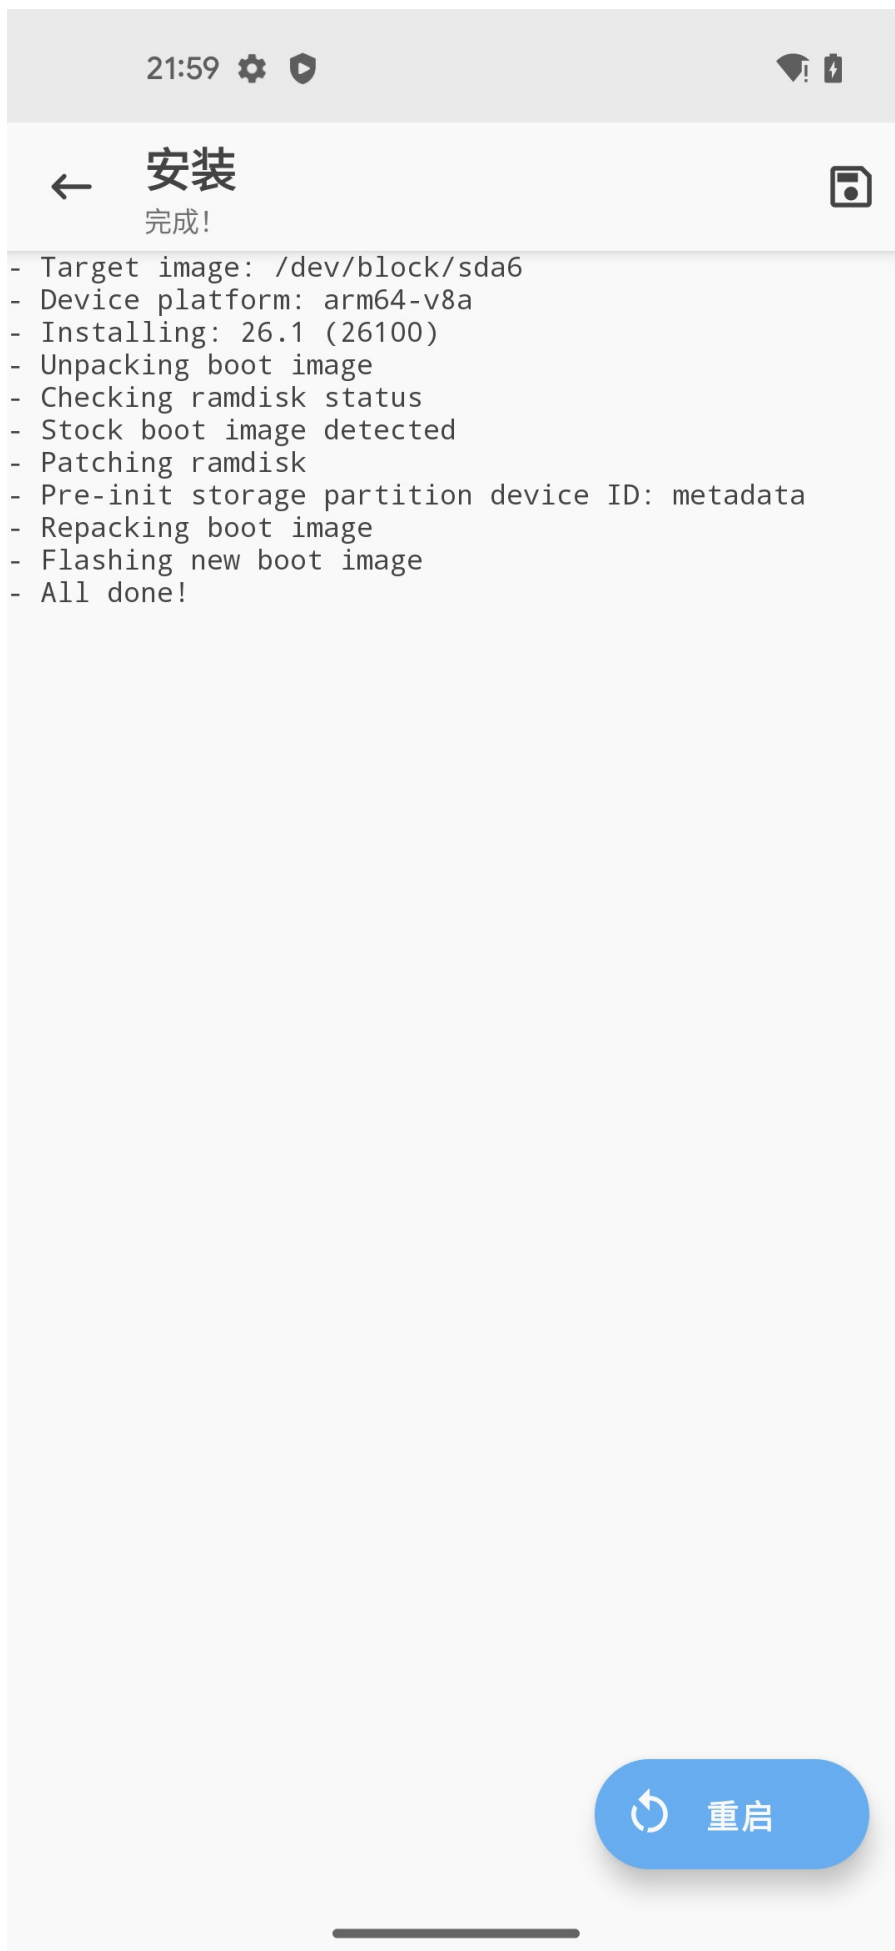 21:59
安装
完成!
- Target image: /dev/block/sda6
- Device platform: arm64-v8a
- Installing: 26.1 (26100)
- Unpacking boot image
- Checking ramdisk status
- Stock boot image detected
- Patching ramdisk
- Pre-init storage partition device ID: metadata
- Repacking boot image
- Flashing new boot image
- All done!
重启